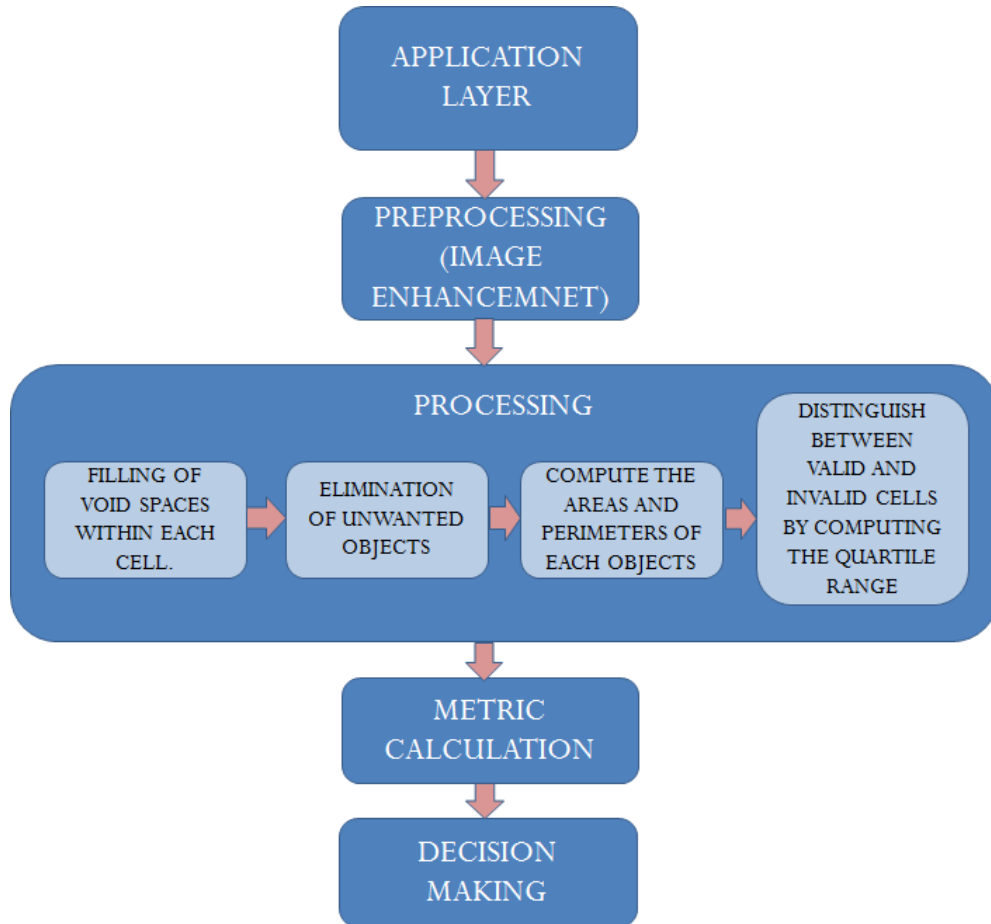 APPLICATION
LAYER
PREPROCESSING
(IMAGE
ENHANCEMNET)
PROCESSING
FILLING OF
VOID SPACES
WITHIN EACH
CELL.
ELIMINATION
OF UNWANTED
OBJECTS
COMPUTE THE
AREAS AND
PERIMETERS OF
EACH OBJECTS
DISTINGUISH
BETWEEN
VALID AND
INVALID CELLS
BY COMPUTING
THE QUARTILE
RANGE
METRIC
CALCULATION
DECISION
MAKING